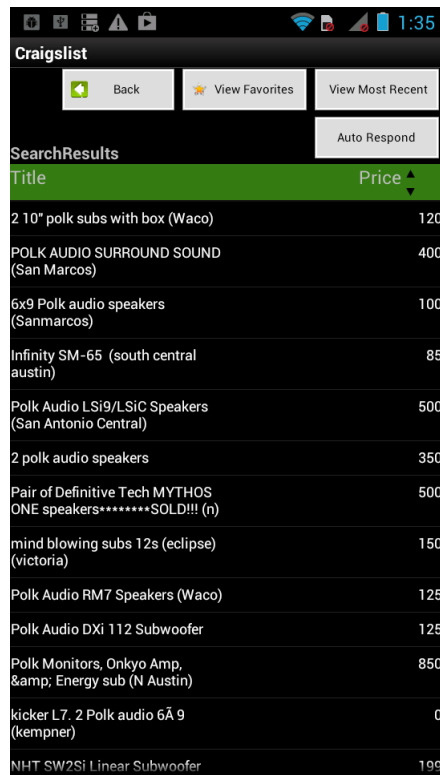 1:35
Craigslist
Back View Favorites View Most Recent
Auto Respond
SearchResults
Title Price
2 10" polk subs with box (Waco) 120
POLK AUDIO SURROUND SOUND 400
(San Marcos)
6x9 Polk audio speakers 100
(Sanmarcos)
Infinity SM-65  (south central 85
austin)
Polk Audio LSi9/LSiC Speakers 500
(San Antonio Central)
2 polk audio speakers 350
Pair of Definitive Tech MYTHOS 500
ONE speakers********SOLD!!! (n)
mind blowing subs 12s (eclipse) 150
(victoria)
Polk Audio RM7 Speakers (Waco) 125
Polk Audio DXi 112 Subwoofer 125
Polk Monitors, Onkyo Amp, 850
&amp; Energy sub (N Austin)
kicker L7. 2 Polk audio 6Ã 9 0
(kempner)
NHT SW2Si Linear Subwoofer 199